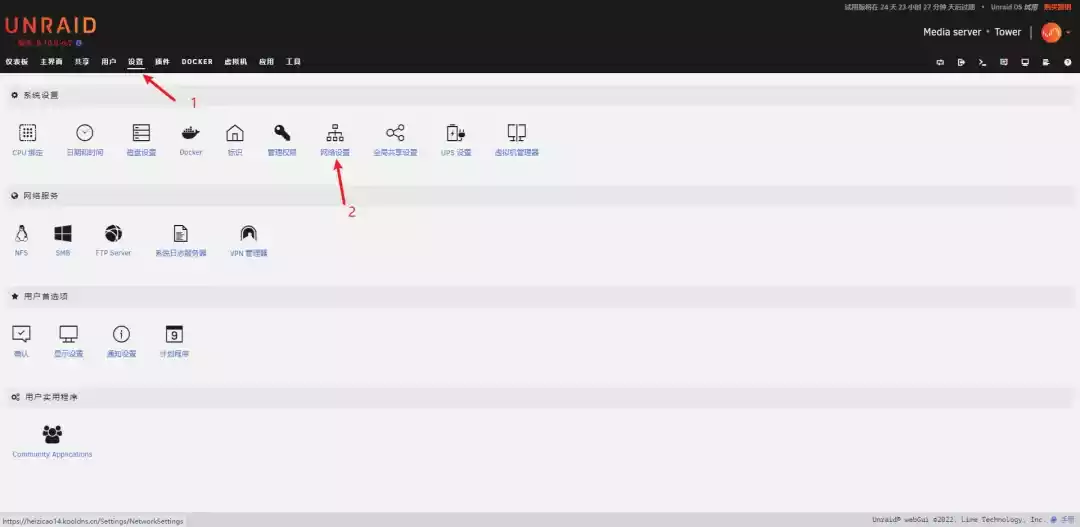 试用版将在 24 天 23 小时 27 分钟 天后过期 • Unraid OS 试用 购买密钥
UNRAID
Media server • Tower
仪表板 主界面 共享 用户 设置 插件 DOCKER 虚拟机 应用 工具
1
系统设置
CPU 绑定 日期和时间 磁盘设置 Docker 标识 管理权限 网络设置 全局共享设置 UPS 设置 虚拟机管理器
2
网络服务
NFS SMB FTP Server 系统日志服务器 VPN 管理器
用户首选项
9
确认 显示设置 通知设置 计划程序
用户实用程序
Community Applications
https://heizicao14.kooldns.cn/Settings/NetworkSettings
Unraid® webGui ©2022, Lime Technology, Inc. 手册